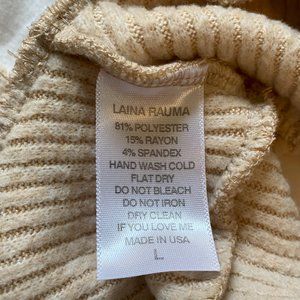 LAINA RAUMA
81% POLYESTER
15% RAYON
4% SPANDEX
HAND WASH COLD
FLAT DRY
DO NOT BLEACH
DO NOT IRON
DRY CLEAN
IF YOU LOVE ME
MADE IN USA
L